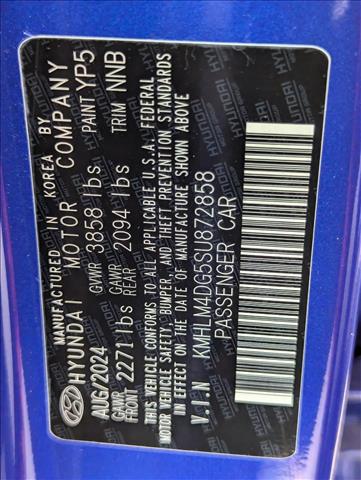 MANUFACTURED IN KOREA BY
HYUNDAI MOTOR COMPANY
AUG/2024 GVWR 3858 lbs PAINT YP5
GAWR FRONT 2271 lbs GAWR REAR 2094 lbs TRIM NNB
THIS VEHICLE CONFORMS TO ALL APPLICABLE U.S.A. FEDERAL
MOTOR VEHICLE SAFETY, BUMPER, AND THEFT PREVENTION STANDARDS
IN EFFECT ON THE DATE OF MANUFACTURE SHOWN ABOVE
V.I.N KMHLM4DG5SU872858
PASSENGER CAR